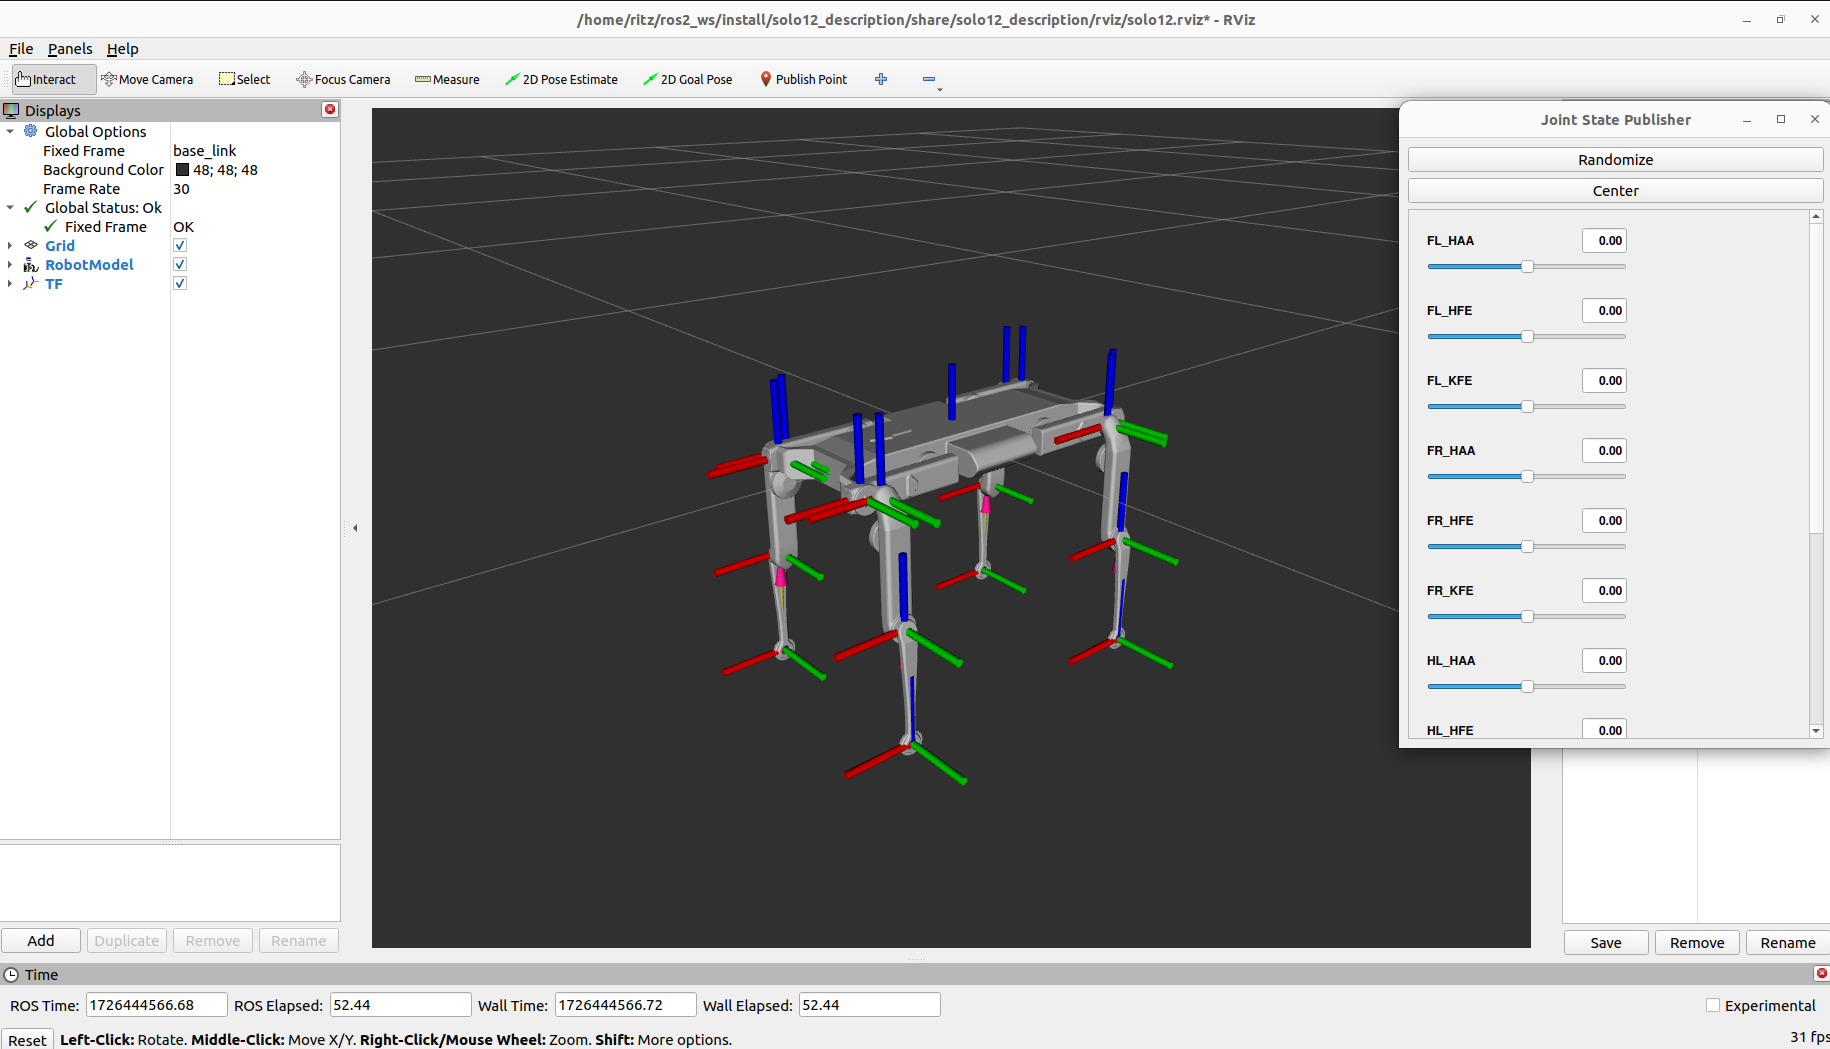 /home/ritz/ros2_ws/install/solo12_description/share/solo12_description/rviz/solo12.rviz* - RViz
File Panels Help
Interact Move Camera Select Focus Camera Measure 2D Pose Estimate 2D Goal Pose Publish Point
Displays
Global Options
Fixed Frame base_link
Background Color 48; 48; 48
Frame Rate 30
Global Status: Ok
Fixed Frame OK
Grid
RobotModel
TF
Add Duplicate Remove Rename
Joint State Publisher
Randomize
Center
FL_HAA 0.00
FL_HFE 0.00
FL_KFE 0.00
FR_HAA 0.00
FR_HFE 0.00
FR_KFE 0.00
HL_HAA 0.00
HL_HFE 0.00
Save Remove Rename
Time
ROS Time: 1726444566.68 ROS Elapsed: 52.44 Wall Time: 1726444566.72 Wall Elapsed: 52.44 Experimental
Reset Left-Click: Rotate. Middle-Click: Move X/Y. Right-Click/Mouse Wheel: Zoom. Shift: More options. 31 fps